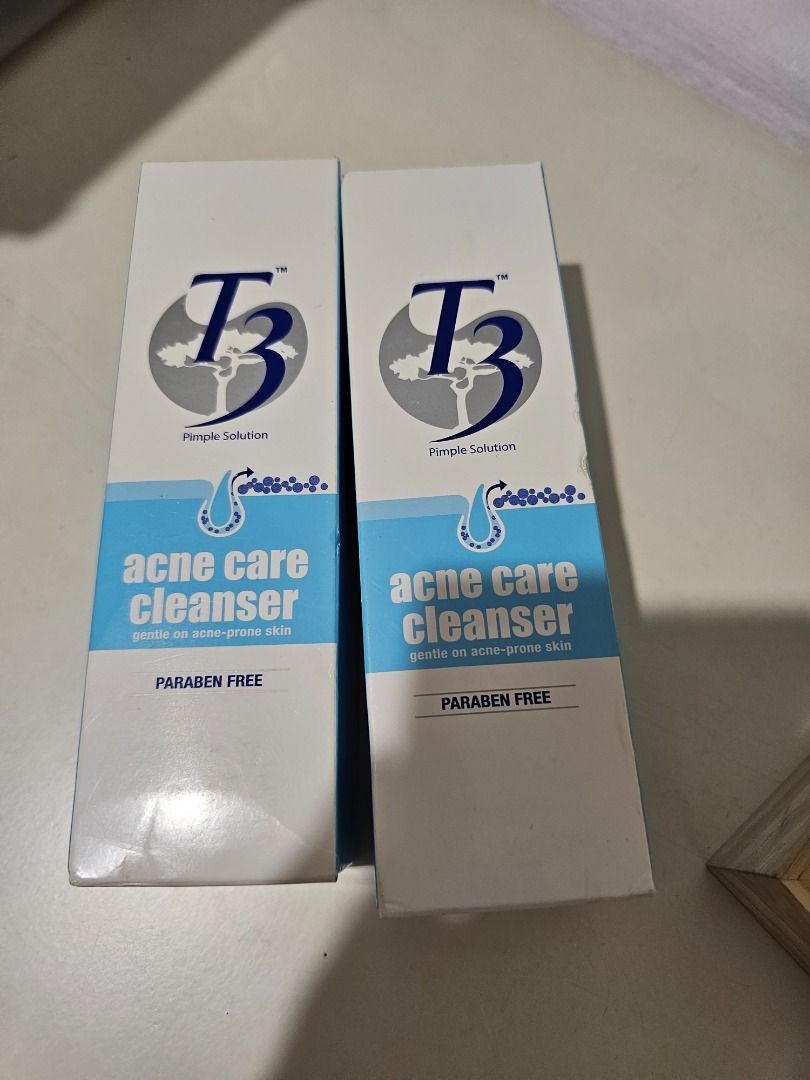 T3™
Pimple Solution
acne care
cleanser
gentle on acne-prone skin
PARABEN FREE
T3™
Pimple Solution
acne care
cleanser
gentle on acne-prone skin
PARABEN FREE